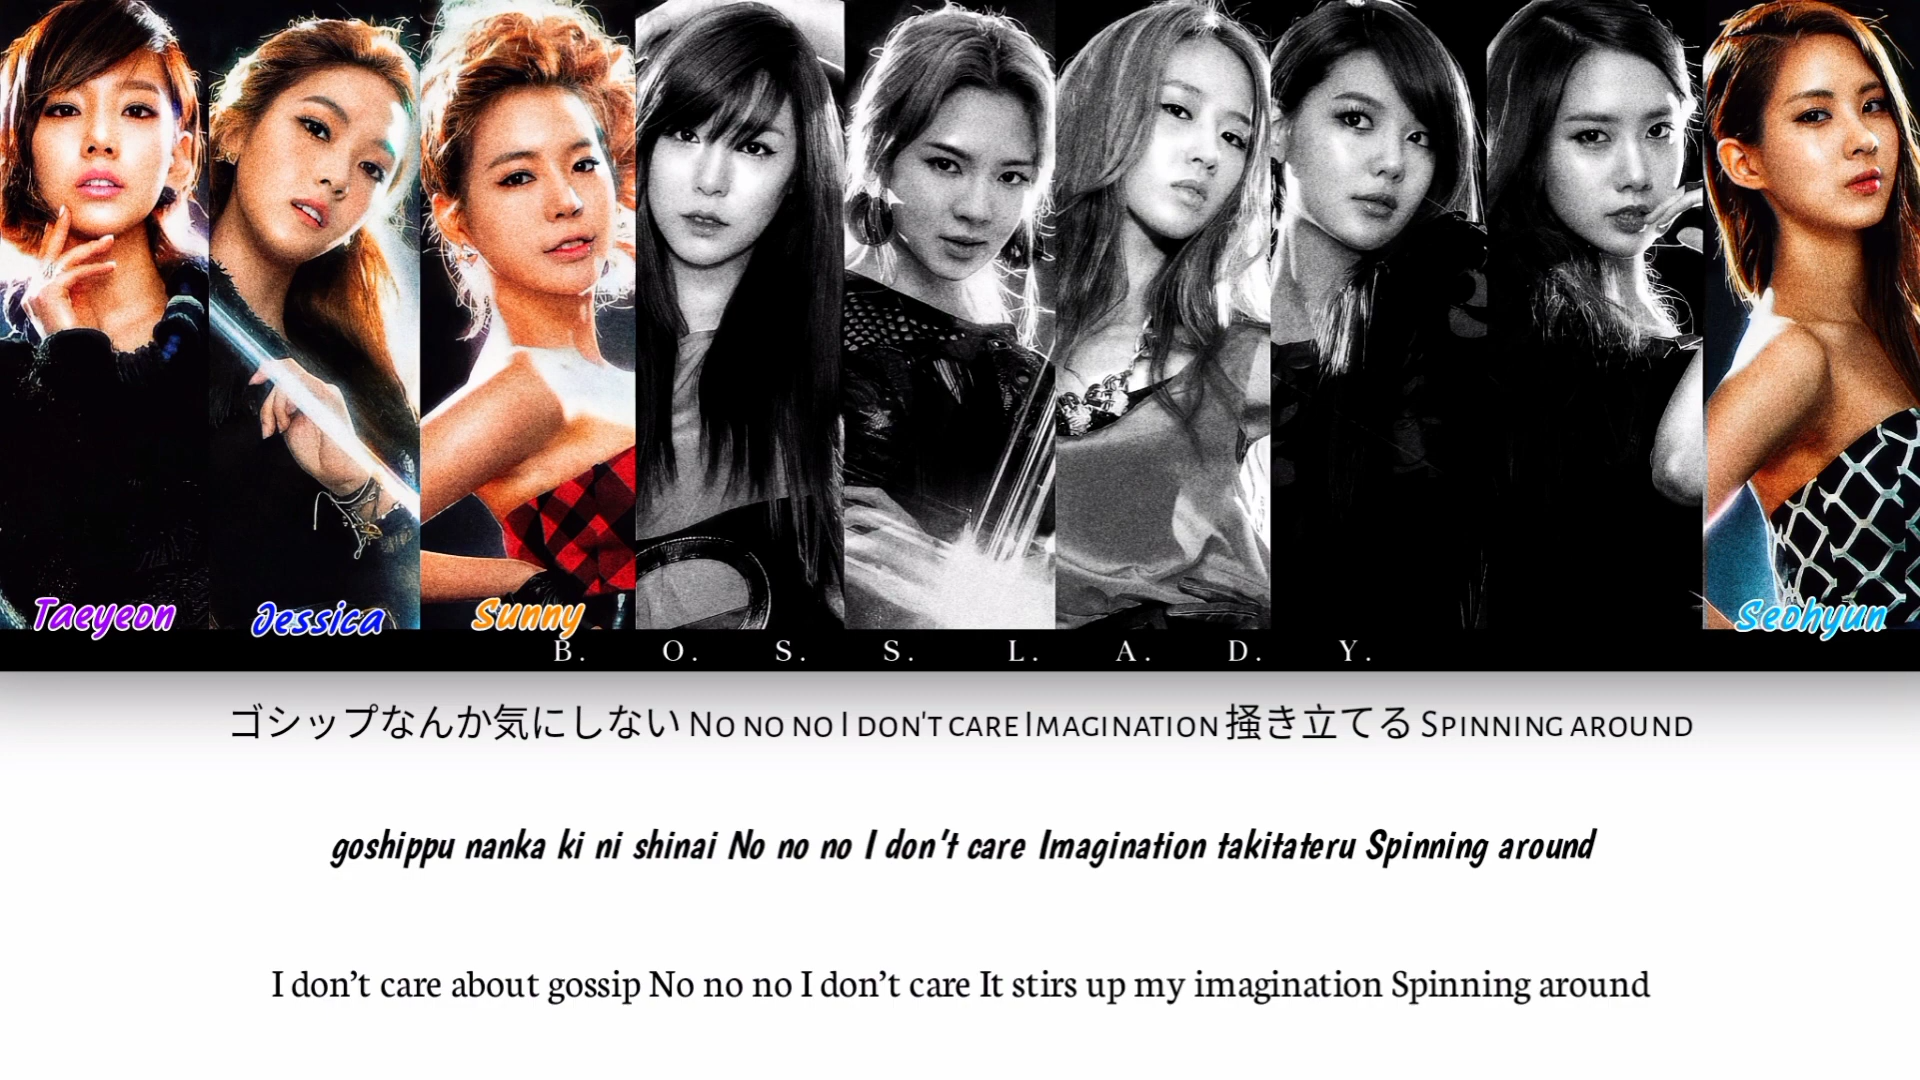 Taeyeon
Jessica
Sunny
Seohyun
B. O. S. S. L. A. D. Y.
ゴシップなんか気にしない No no no I don't care Imagination 掻き立てる Spinning around
goshippu nanka ki ni shinai No no no I don't care Imagination takitateru Spinning around
I don’t care about gossip No no no I don’t care It stirs up my imagination Spinning around